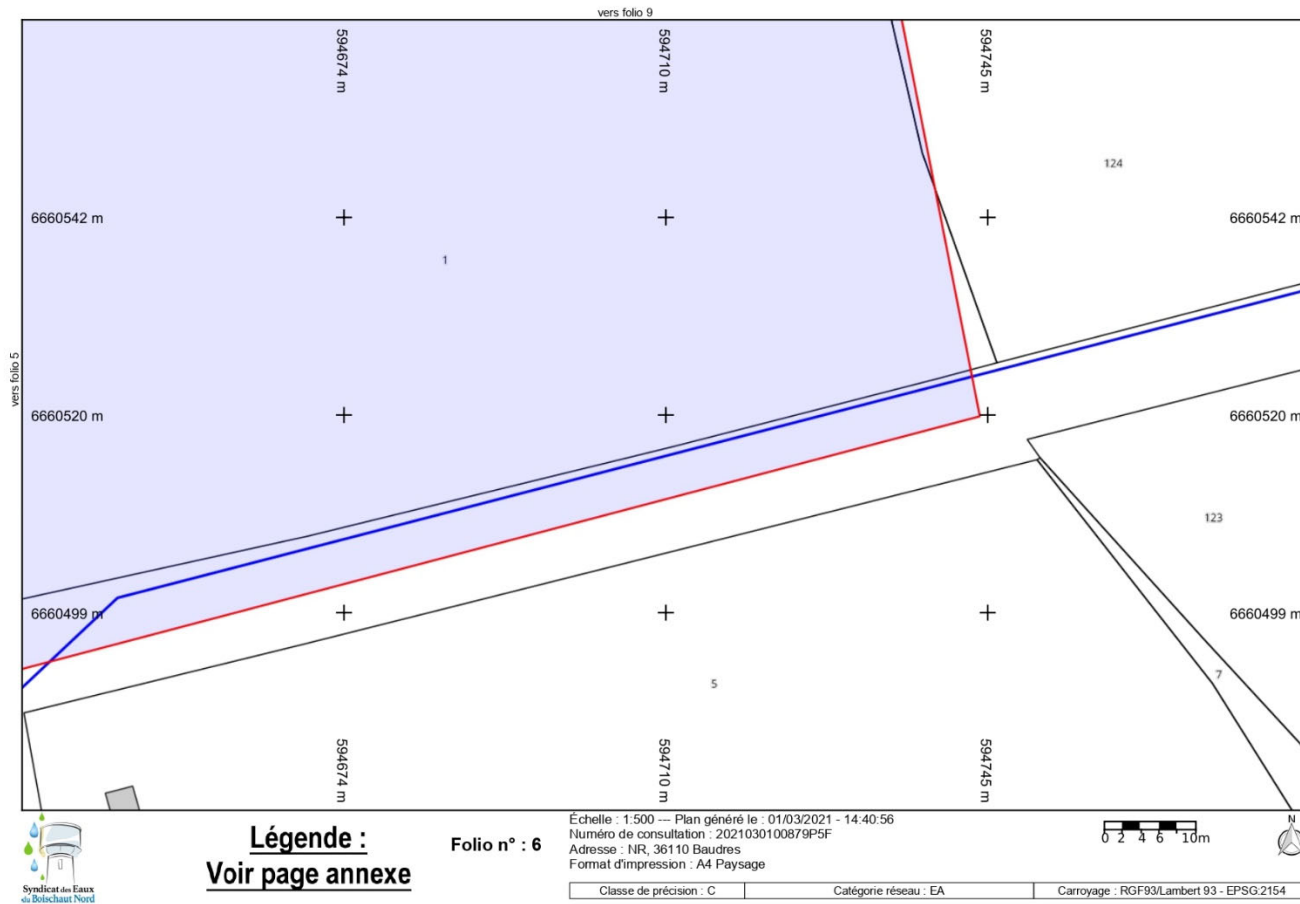 vers folio 9
594674 m
594710 m
594745 m
124
6660542 m
6660542 m
1
vers folio 5
6660520 m
6660520 m
123
6660499 m
6660499 m
5
7
594674 m
594710 m
594745 m
Syndicat des Eaux
du Boischaut Nord
Légende :
Voir page annexe
Folio n° : 6
Échelle : 1:500 --- Plan généré le : 01/03/2021 - 14:40:56
Numéro de consultation : 2021030100879P5F
Adresse : NR, 36110 Baudres
Format d'impression : A4 Paysage
Classe de précision : C
Catégorie réseau : EA
Carroyage : RGF93/Lambert 93 - EPSG:2154
0 2 4 6 10m
N